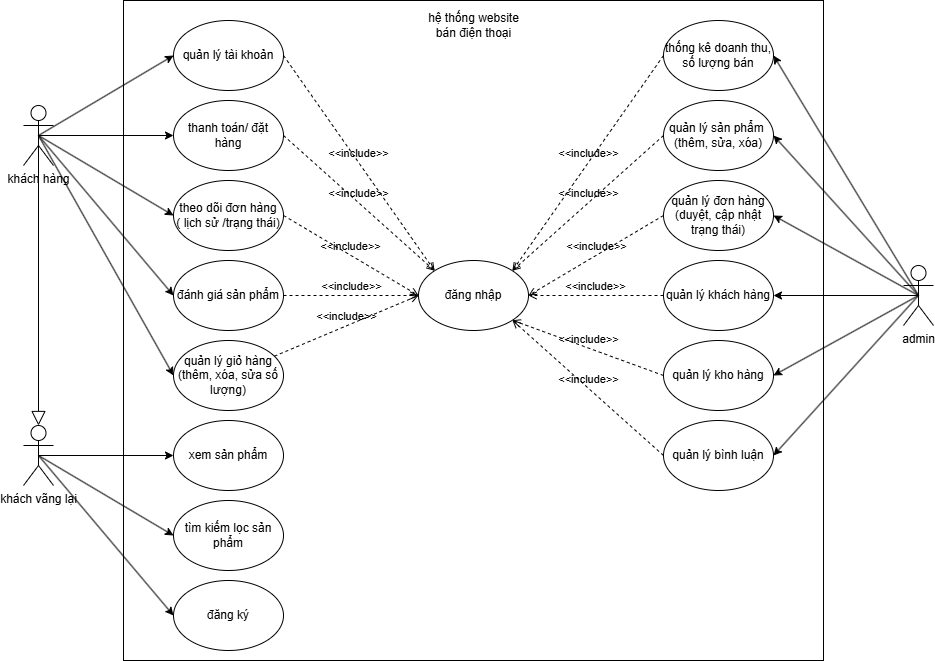 hệ thống website
bán điện thoại
quản lý tài khoản
thanh toán/ đặt
hàng
theo dõi đơn hàng
( lịch sử /trạng thái)
đánh giá sản phẩm
quản lý giỏ hàng
(thêm, xóa, sửa số
lượng)
xem sản phẩm
tìm kiếm lọc sản
phẩm
đăng ký
khách hàng
khách vãng lại
<<include>>
<<include>>
<<include>>
<<include>>
<<include>>
đăng nhập
<<include>>
<<include>>
<<include>>
<<include>>
<<include>>
<<include>>
thống kê doanh thu,
số lượng bán
quản lý sản phẩm
(thêm, sửa, xóa)
quản lý đơn hàng
(duyệt, cập nhật
trạng thái)
quản lý khách hàng
quản lý kho hàng
quản lý bình luận
admin